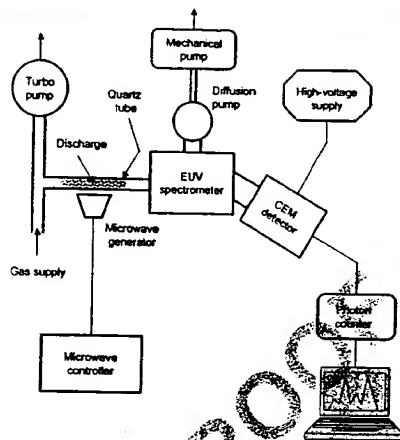 Mechanical
pump
Turbo
pump
Quartz
tube
Diffusion
pump
High-voltage
supply
Discharge
EUV
spectrometer
CEM
detector
Microwave
generator
Gas supply
Photon
counter
Microwave
controller